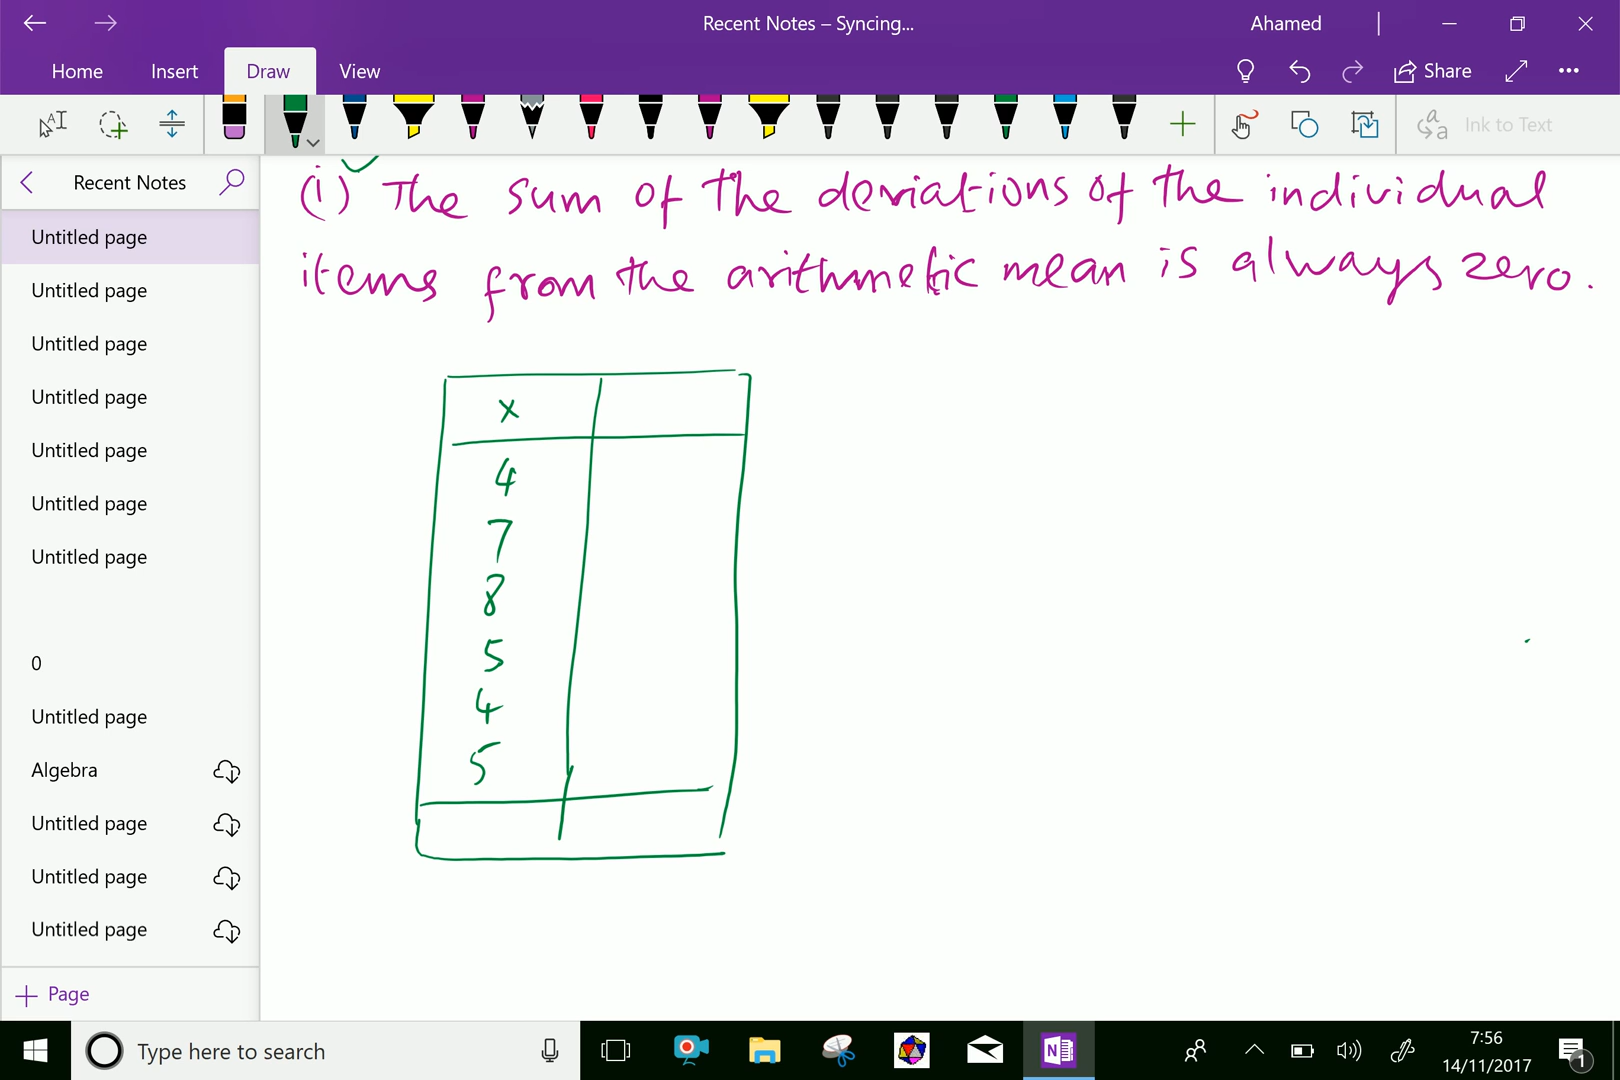 Recent Notes – Syncing...
Ahamed
Home
Insert
Draw
View
Share
Ink to Text
Recent Notes
Untitled page
Untitled page
Untitled page
Untitled page
Untitled page
Untitled page
Untitled page
0
Untitled page
Algebra
Untitled page
Untitled page
Untitled page
Page
(i) The sum of the deviations of the individual
items from the arithmetic mean is always zero.
x
4
7
8
5
4
5
Type here to search
7:56
14/11/2017
1